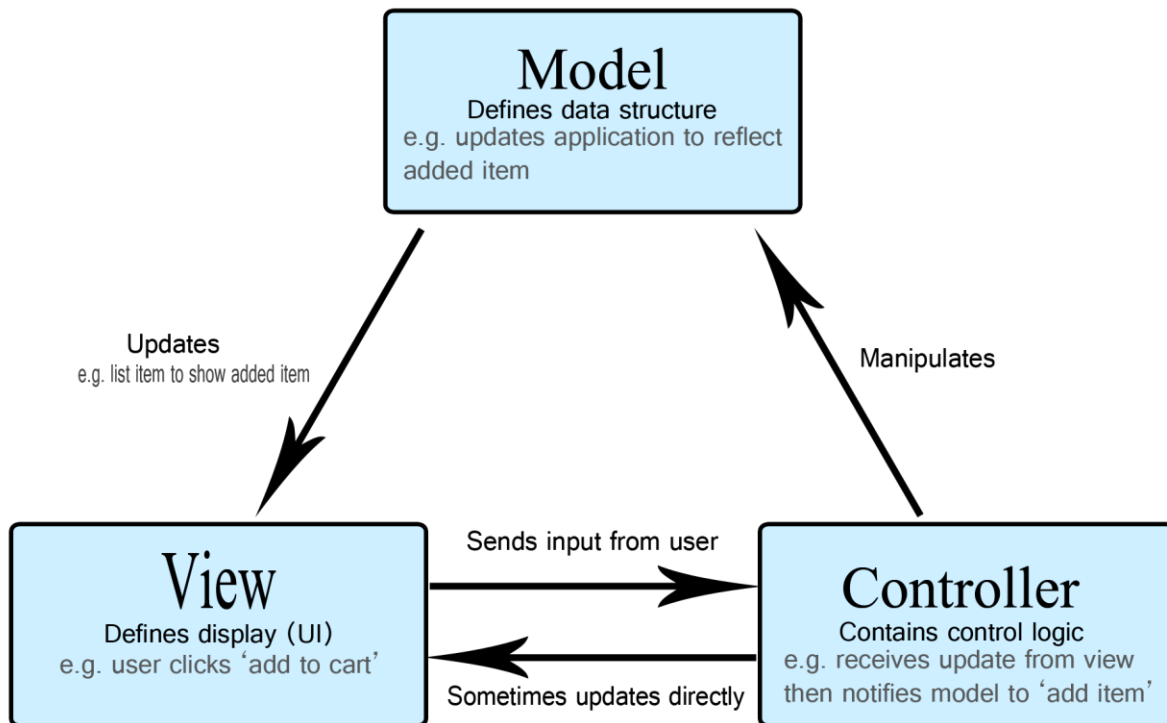 Model
Defines data structure
e.g. updates application to reflect
added item
Updates
e.g. list item to show added item
Manipulates
View
Defines display (UI)
e.g. user clicks ‘add to cart’
Sends input from user
Sometimes updates directly
Controller
Contains control logic
e.g. receives update from view
then notifies model to ‘add item’